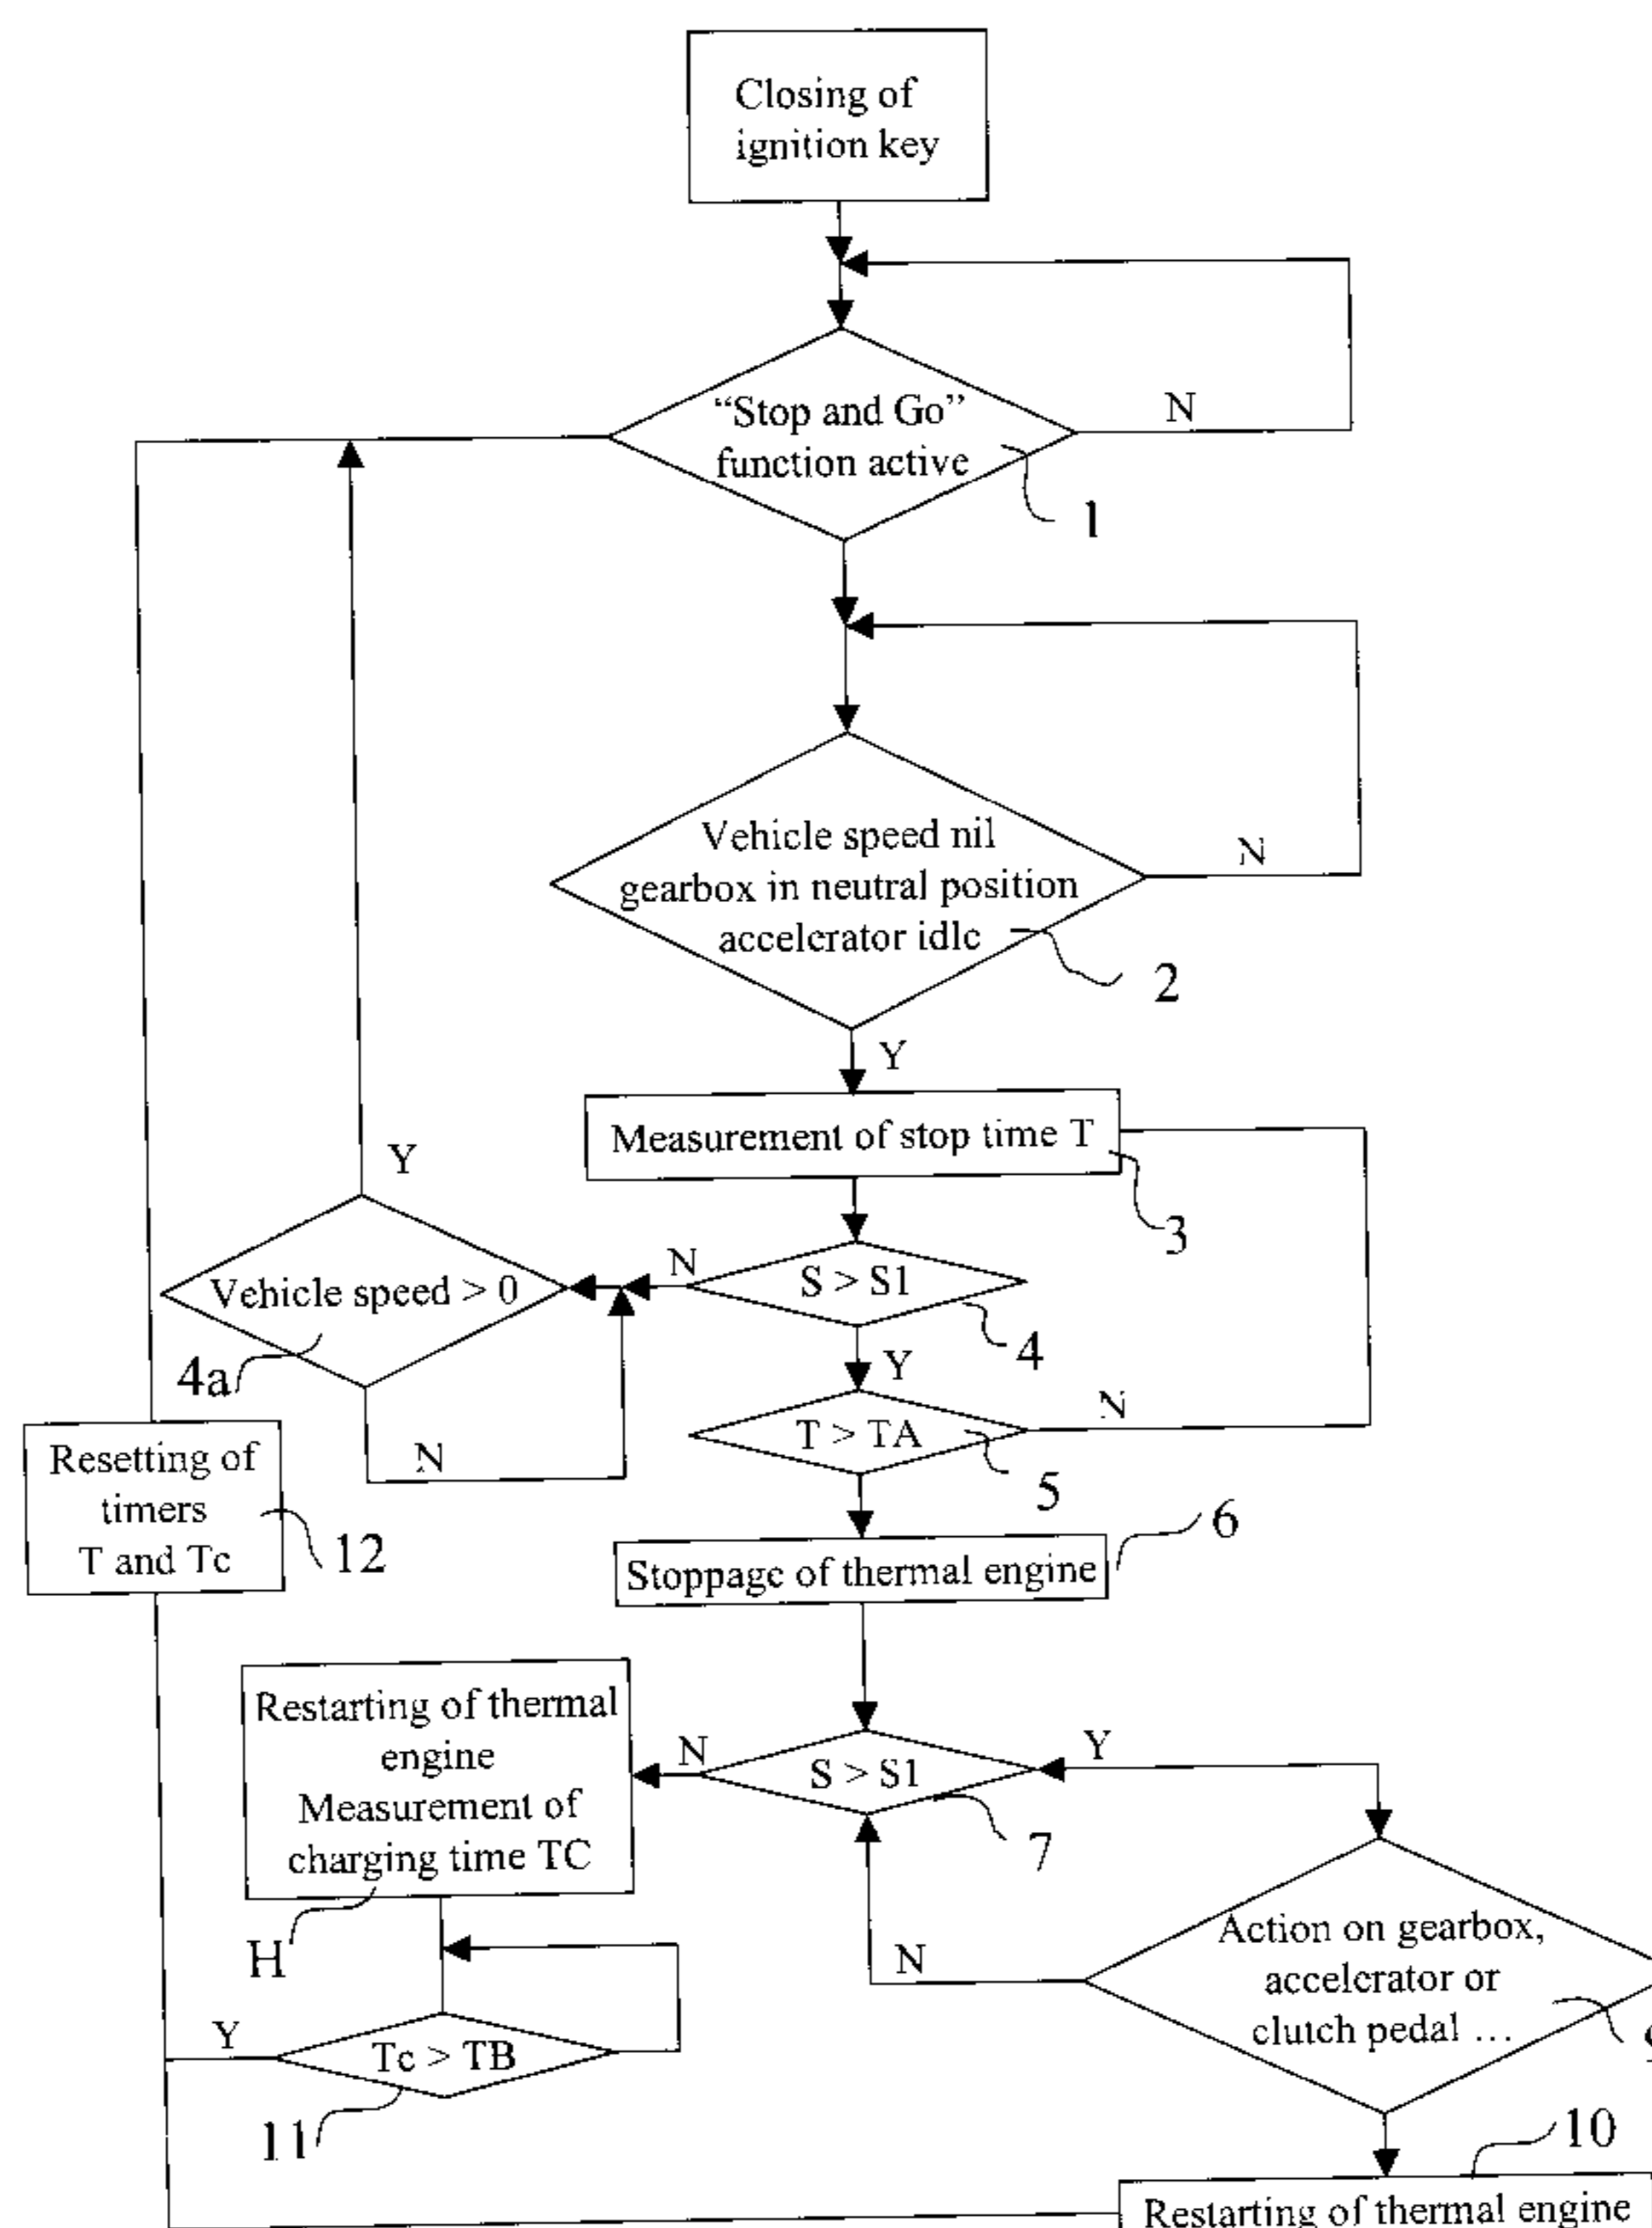 Closing of
ignition key
“Stop and Go”
function active
N
1
Vehicle speed nil
gearbox in neutral position
accelerator idle
N
2
Y
Measurement of stop time T
3
Y
Vehicle speed > 0
4a
N
N
S > S1
4
Y
T > TA
N
5
Resetting of
timers
T and Tc
12
Stoppage of thermal engine
6
Restarting of thermal
engine
Measurement of
charging time TC
H
N
S > S1
Y
7
N
Action on gearbox,
accelerator or
clutch pedal ...
Y
Tc > TB
11
10
Restarting of thermal engine